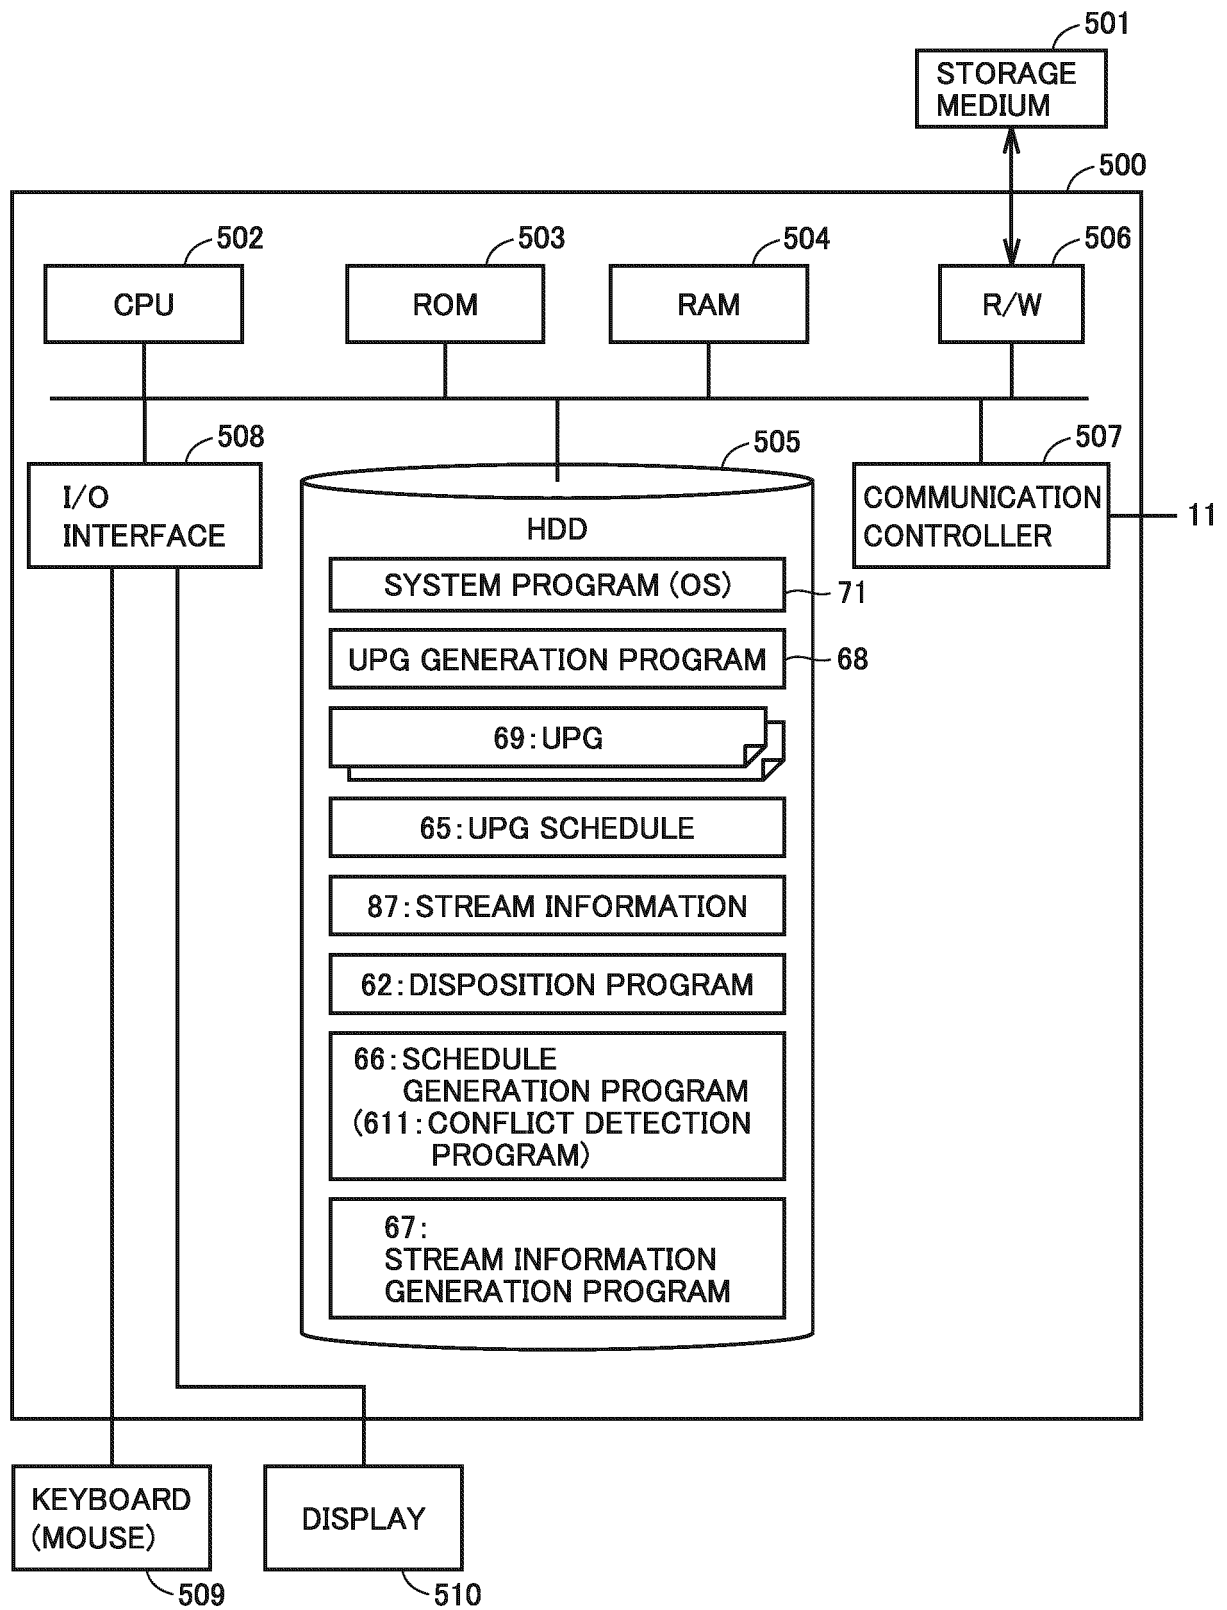 501
STORAGE
MEDIUM
500
502
503
504
506
CPU
ROM
RAM
R/W
508
505
507
I/O
INTERFACE
COMMUNICATION
CONTROLLER
11
HDD
SYSTEM PROGRAM (OS)
71
UPG GENERATION PROGRAM
68
69:UPG
65:UPG SCHEDULE
87:STREAM INFORMATION
62:DISPOSITION PROGRAM
66:SCHEDULE
GENERATION PROGRAM
(611:CONFLICT DETECTION
PROGRAM)
67:
STREAM INFORMATION
GENERATION PROGRAM
KEYBOARD
(MOUSE)
DISPLAY
509
510